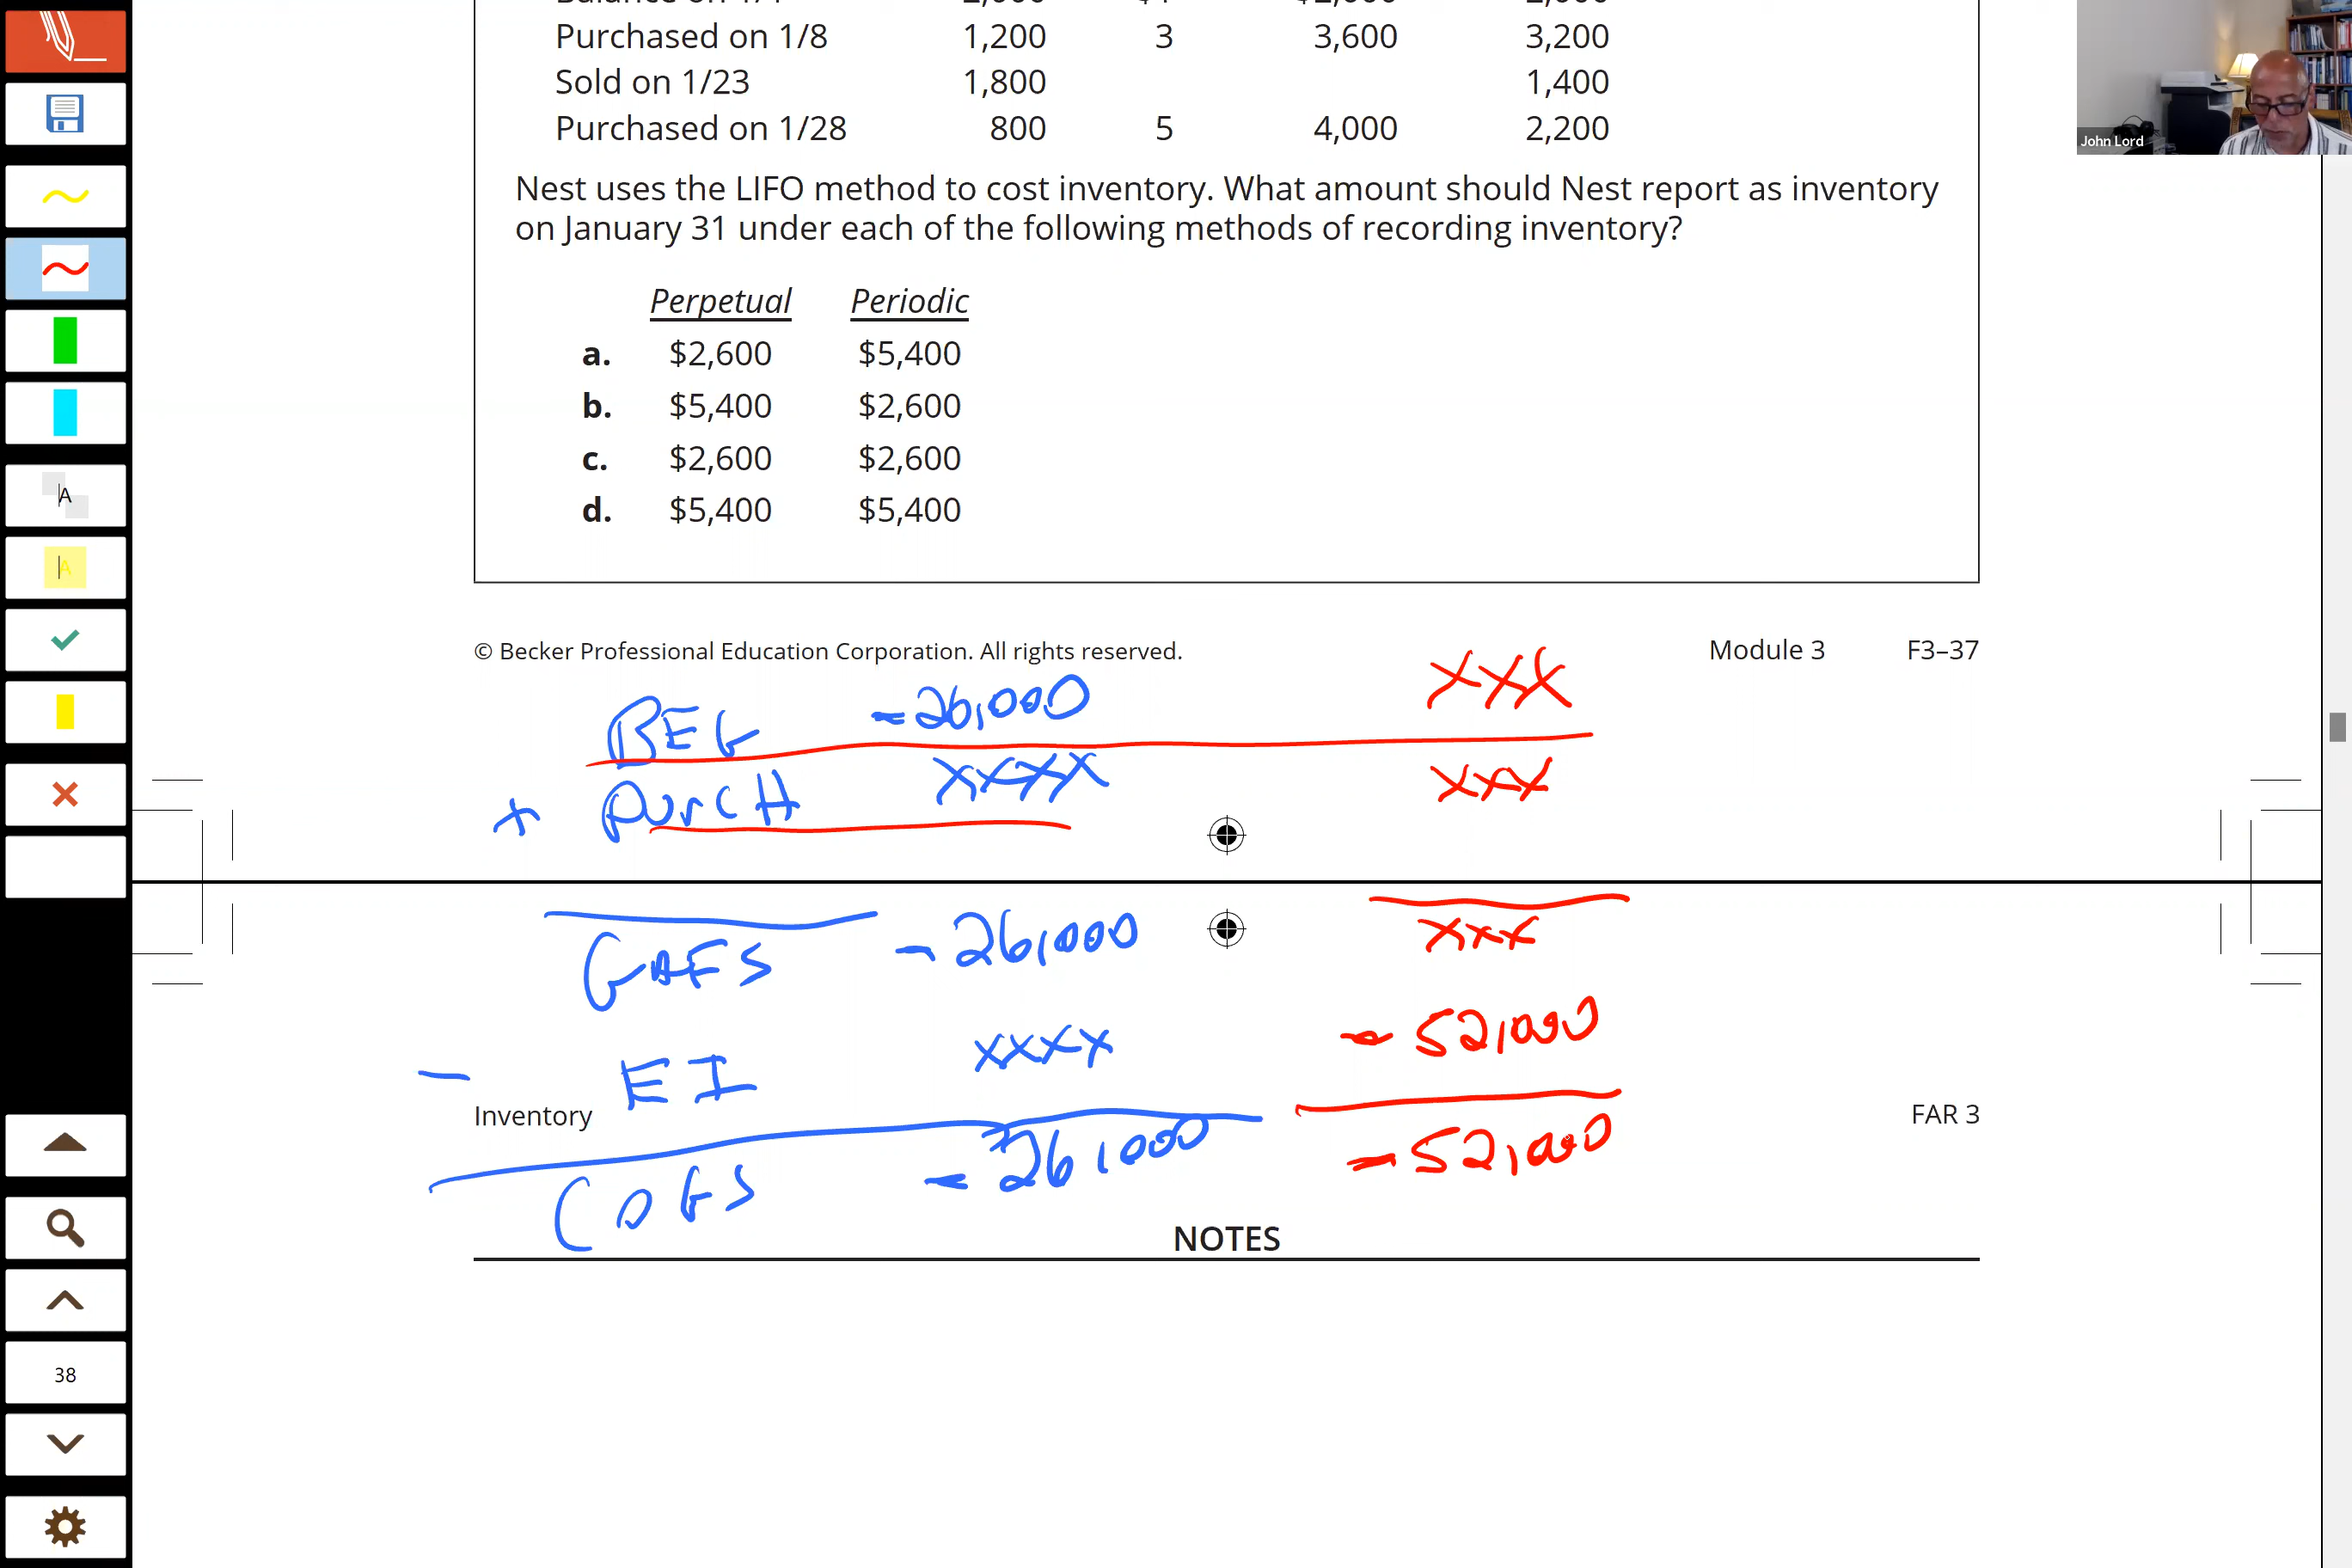 Purchased on 1/8 1,200 3 3,600 3,200
Sold on 1/23 1,800 1,400
Purchased on 1/28 800 5 4,000 2,200
John Lord
Nest uses the LIFO method to cost inventory. What amount should Nest report as inventory
on January 31 under each of the following methods of recording inventory?
Perpetual Periodic
a. $2,600 $5,400
b. $5,400 $2,600
c. $2,600 $2,600
d. $5,400 $5,400
© Becker Professional Education Corporation. All rights reserved.
Module 3 F3–37
BEG -26,000 XXX
+ PURCH XXXX XXX
GAFS -26,000 XXX
- EI XXXX -52,000
Inventory
FAR 3
COGS -26,000 -52,000
NOTES
A
A
38